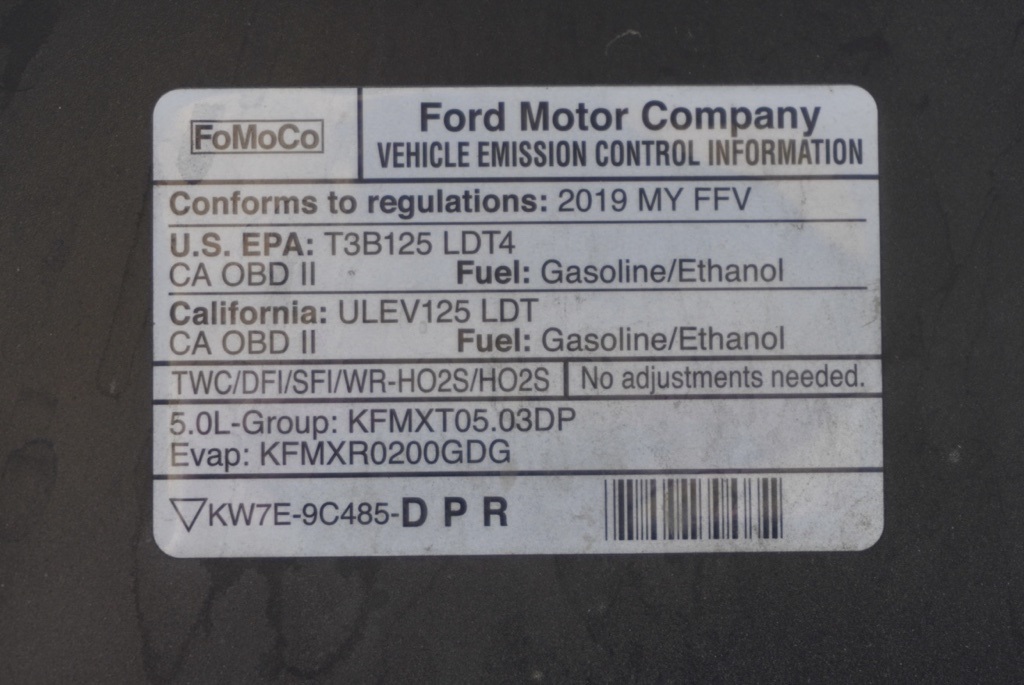 FoMoCo
Ford Motor Company
VEHICLE EMISSION CONTROL INFORMATION
Conforms to regulations: 2019 MY FFV
U.S. EPA: T3B125 LDT4
CA OBD II Fuel: Gasoline/Ethanol
California: ULEV125 LDT
CA OBD II Fuel: Gasoline/Ethanol
TWC/DFI/SFI/WR-HO2S/HO2S No adjustments needed.
5.0L-Group: KFMXT05.03DP
Evap: KFMXR0200GDG
KW7E-9C485-D P R